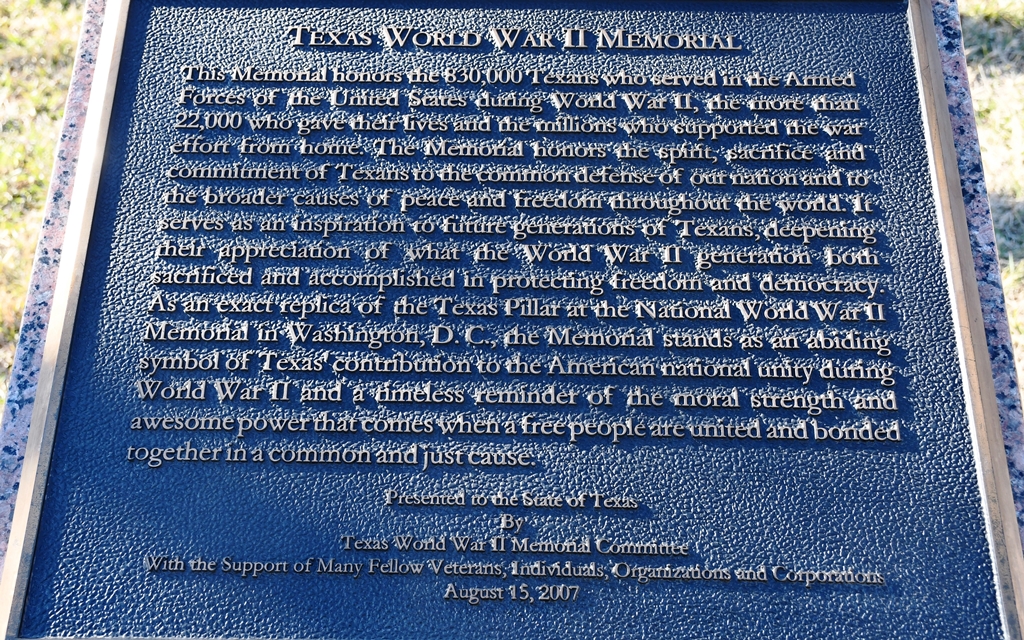 Texas World War II Memorial
This Memorial honors the 830,000 Texans who served in the Armed
Forces of the United States during World War II, the more than
22,000 who gave their lives and the millions who supported the war
effort from home. The Memorial honors the spirit, sacrifice and
commitment of Texans to the common defense of our nation and to
the broader causes of peace and freedom throughout the world. It
serves as an inspiration to future generations of Texans, deepening
their appreciation of what the World War II generation both
sacrificed and accomplished in protecting freedom and democracy.
As an exact replica of the Texas Pillar at the National World War II
Memorial in Washington, D. C., the Memorial stands as an abiding
symbol of Texas' contribution to the American national unity during
World War II and a timeless reminder of the moral strength and
awesome power that comes when a free people are united and bonded
together in a common and just cause.
Presented to the State of Texas
By
Texas World War II Memorial Committee
With the Support of Many Fellow Veterans, Individuals, Organizations and Corporations
August 15, 2007